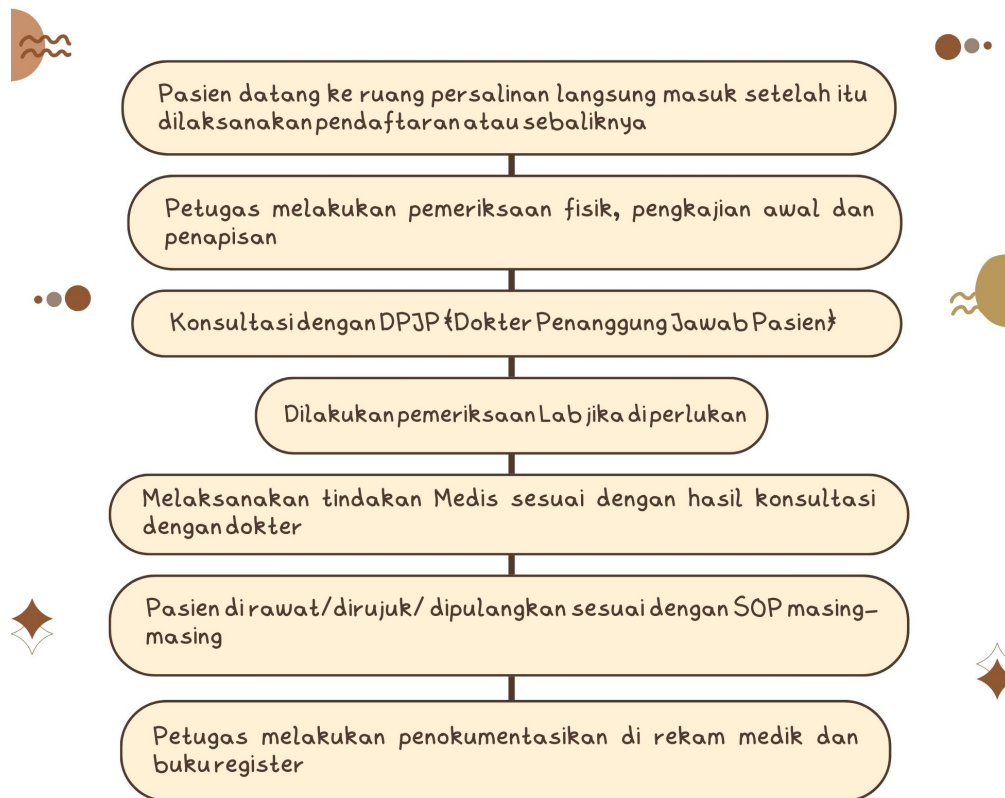 Pasien datang ke ruang persalinan langsung masuk setelah itu
dilaksanakan pendaftaran atau sebaliknya
Petugas melakukan pemeriksaan fisik, pengkajian awal dan
penapisan
Konsultasi dengan DPJP (Dokter Penanggung Jawab Pasien)
Dilakukan pemeriksaan Lab jika di perlukan
Melaksanakan tindakan Medis sesuai dengan hasil konsultasi
dengan dokter
Pasien di rawat/dirujuk/ dipulangkan sesuai dengan SOP masing-
masing
Petugas melakukan penokumentasikan di rekam medik dan
buku register